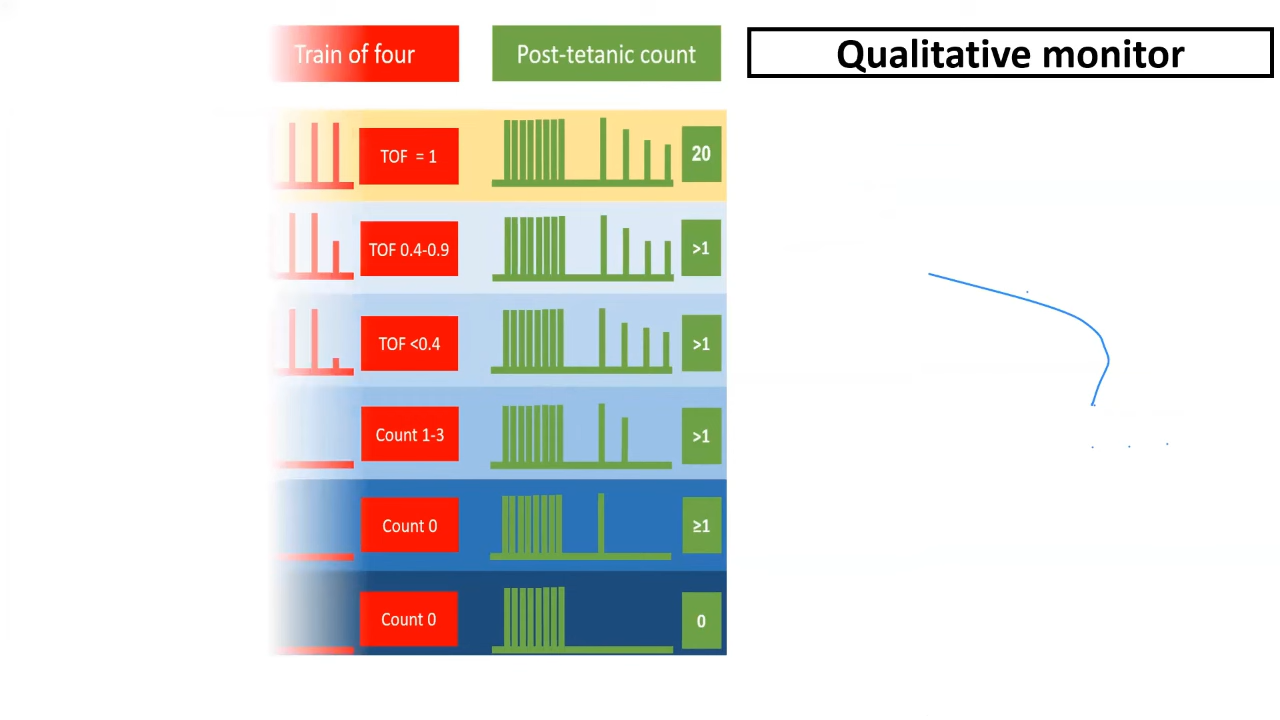 Train of four
Post-tetanic count
Qualitative monitor
TOF = 1
20
TOF 0.4-0.9
>1
TOF <0.4
>1
Count 1-3
>1
Count 0
≥1
Count 0
0